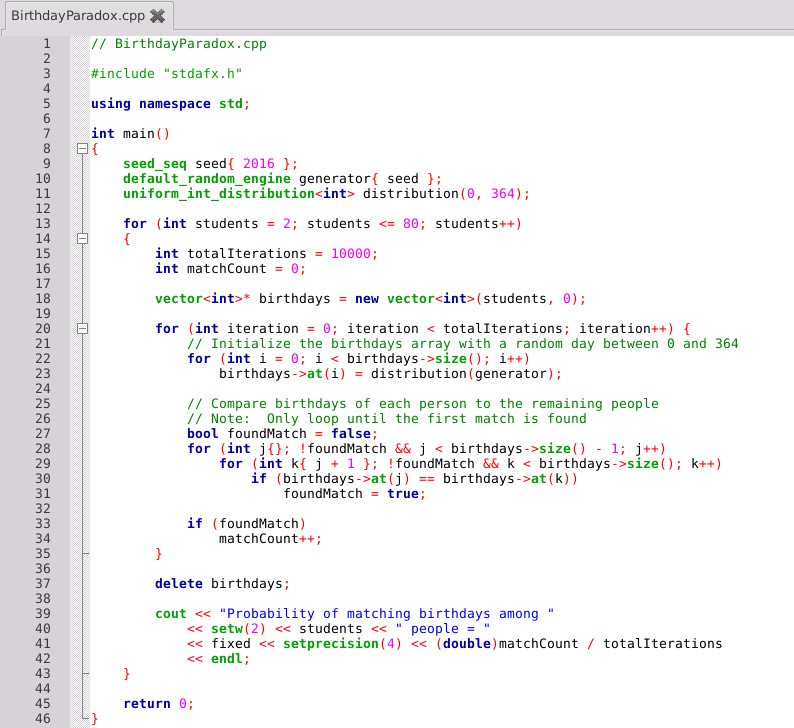 BirthdayParadox.cpp
1 // BirthdayParadox.cpp
2
3 #include "stdafx.h"
4
5 using namespace std;
6
7 int main()
8 {
9     seed_seq seed{ 2016 };
10     default_random_engine generator{ seed };
11     uniform_int_distribution<int> distribution(0, 364);
12
13     for (int students = 2; students <= 80; students++)
14     {
15         int totalIterations = 10000;
16         int matchCount = 0;
17
18         vector<int>* birthdays = new vector<int>(students, 0);
19
20         for (int iteration = 0; iteration < totalIterations; iteration++) {
21             // Initialize the birthdays array with a random day between 0 and 364
22             for (int i = 0; i < birthdays->size(); i++)
23                 birthdays->at(i) = distribution(generator);
24
25             // Compare birthdays of each person to the remaining people
26             // Note:  Only loop until the first match is found
27             bool foundMatch = false;
28             for (int j{}; !foundMatch && j < birthdays->size() - 1; j++)
29                 for (int k{ j + 1 }; !foundMatch && k < birthdays->size(); k++)
30                     if (birthdays->at(j) == birthdays->at(k))
31                         foundMatch = true;
32
33             if (foundMatch)
34                 matchCount++;
35         }
36
37         delete birthdays;
38
39         cout << "Probability of matching birthdays among "
40             << setw(2) << students << " people = "
41             << fixed << setprecision(4) << (double)matchCount / totalIterations
42             << endl;
43     }
44
45     return 0;
46 }